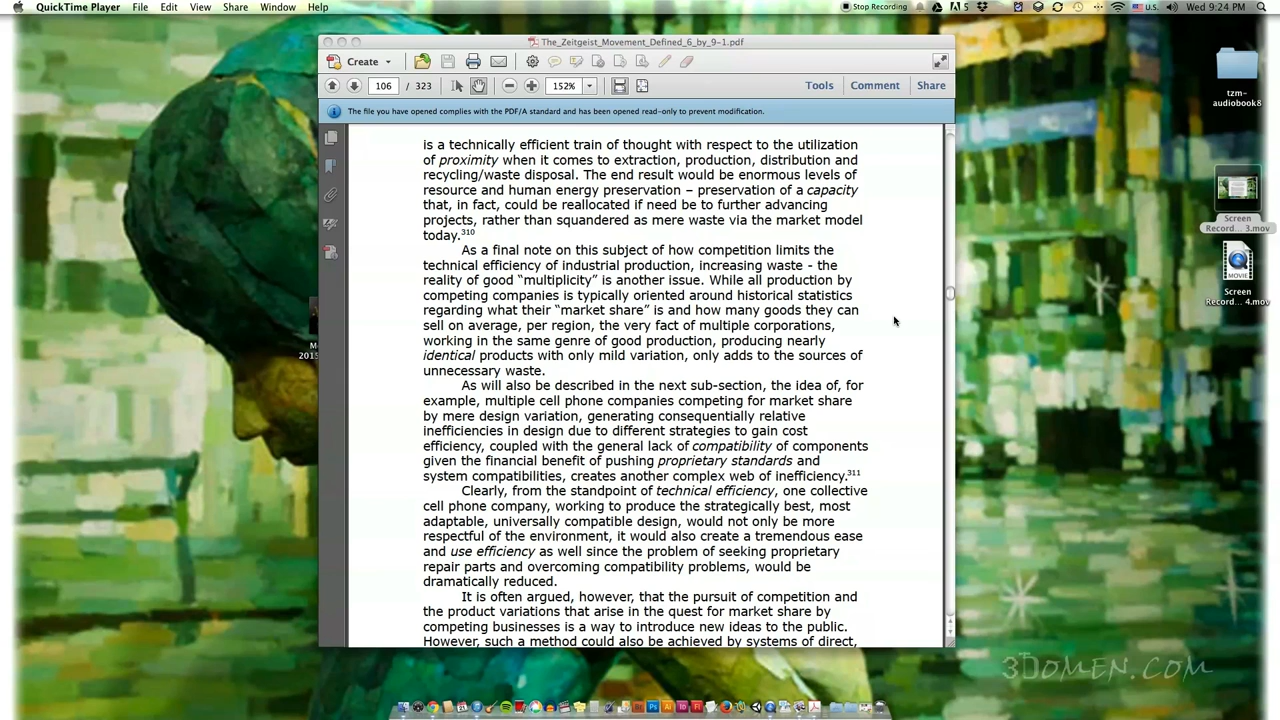 QuickTime Player File Edit View Share Window Help
Stop Recording
5
U.S.
Wed 9:24 PM
The_Zeitgeist_Movement_Defined_6_by_9-1.pdf
Create
106 / 323
152%
Tools Comment Share
The file you have opened complies with the PDF/A standard and has been opened read-only to prevent modification.
is a technically efficient train of thought with respect to the utilization
of proximity when it comes to extraction, production, distribution and
recycling/waste disposal. The end result would be enormous levels of
resource and human energy preservation – preservation of a capacity
that, in fact, could be reallocated if need be to further advancing
projects, rather than squandered as mere waste via the market model
today.310
As a final note on this subject of how competition limits the
technical efficiency of industrial production, increasing waste - the
reality of good “multiplicity” is another issue. While all production by
competing companies is typically oriented around historical statistics
regarding what their “market share” is and how many goods they can
sell on average, per region, the very fact of multiple corporations,
working in the same genre of good production, producing nearly
identical products with only mild variation, only adds to the sources of
unnecessary waste.
As will also be described in the next sub-section, the idea of, for
example, multiple cell phone companies competing for market share
by mere design variation, generating consequentially relative
inefficiencies in design due to different strategies to gain cost
efficiency, coupled with the general lack of compatibility of components
given the financial benefit of pushing proprietary standards and
system compatibilities, creates another complex web of inefficiency.311
Clearly, from the standpoint of technical efficiency, one collective
cell phone company, working to produce the strategically best, most
adaptable, universally compatible design, would not only be more
respectful of the environment, it would also create a tremendous ease
and use efficiency as well since the problem of seeking proprietary
repair parts and overcoming compatibility problems, would be
dramatically reduced.
It is often argued, however, that the pursuit of competition and
the product variations that arise in the quest for market share by
competing businesses is a way to introduce new ideas to the public.
However, such a method could also be achieved by systems of direct,
tzm-
audiobook8
Screen
Record... 3.mov
MOVIE
Screen
Record... 4.mov
3DOMEN.COM